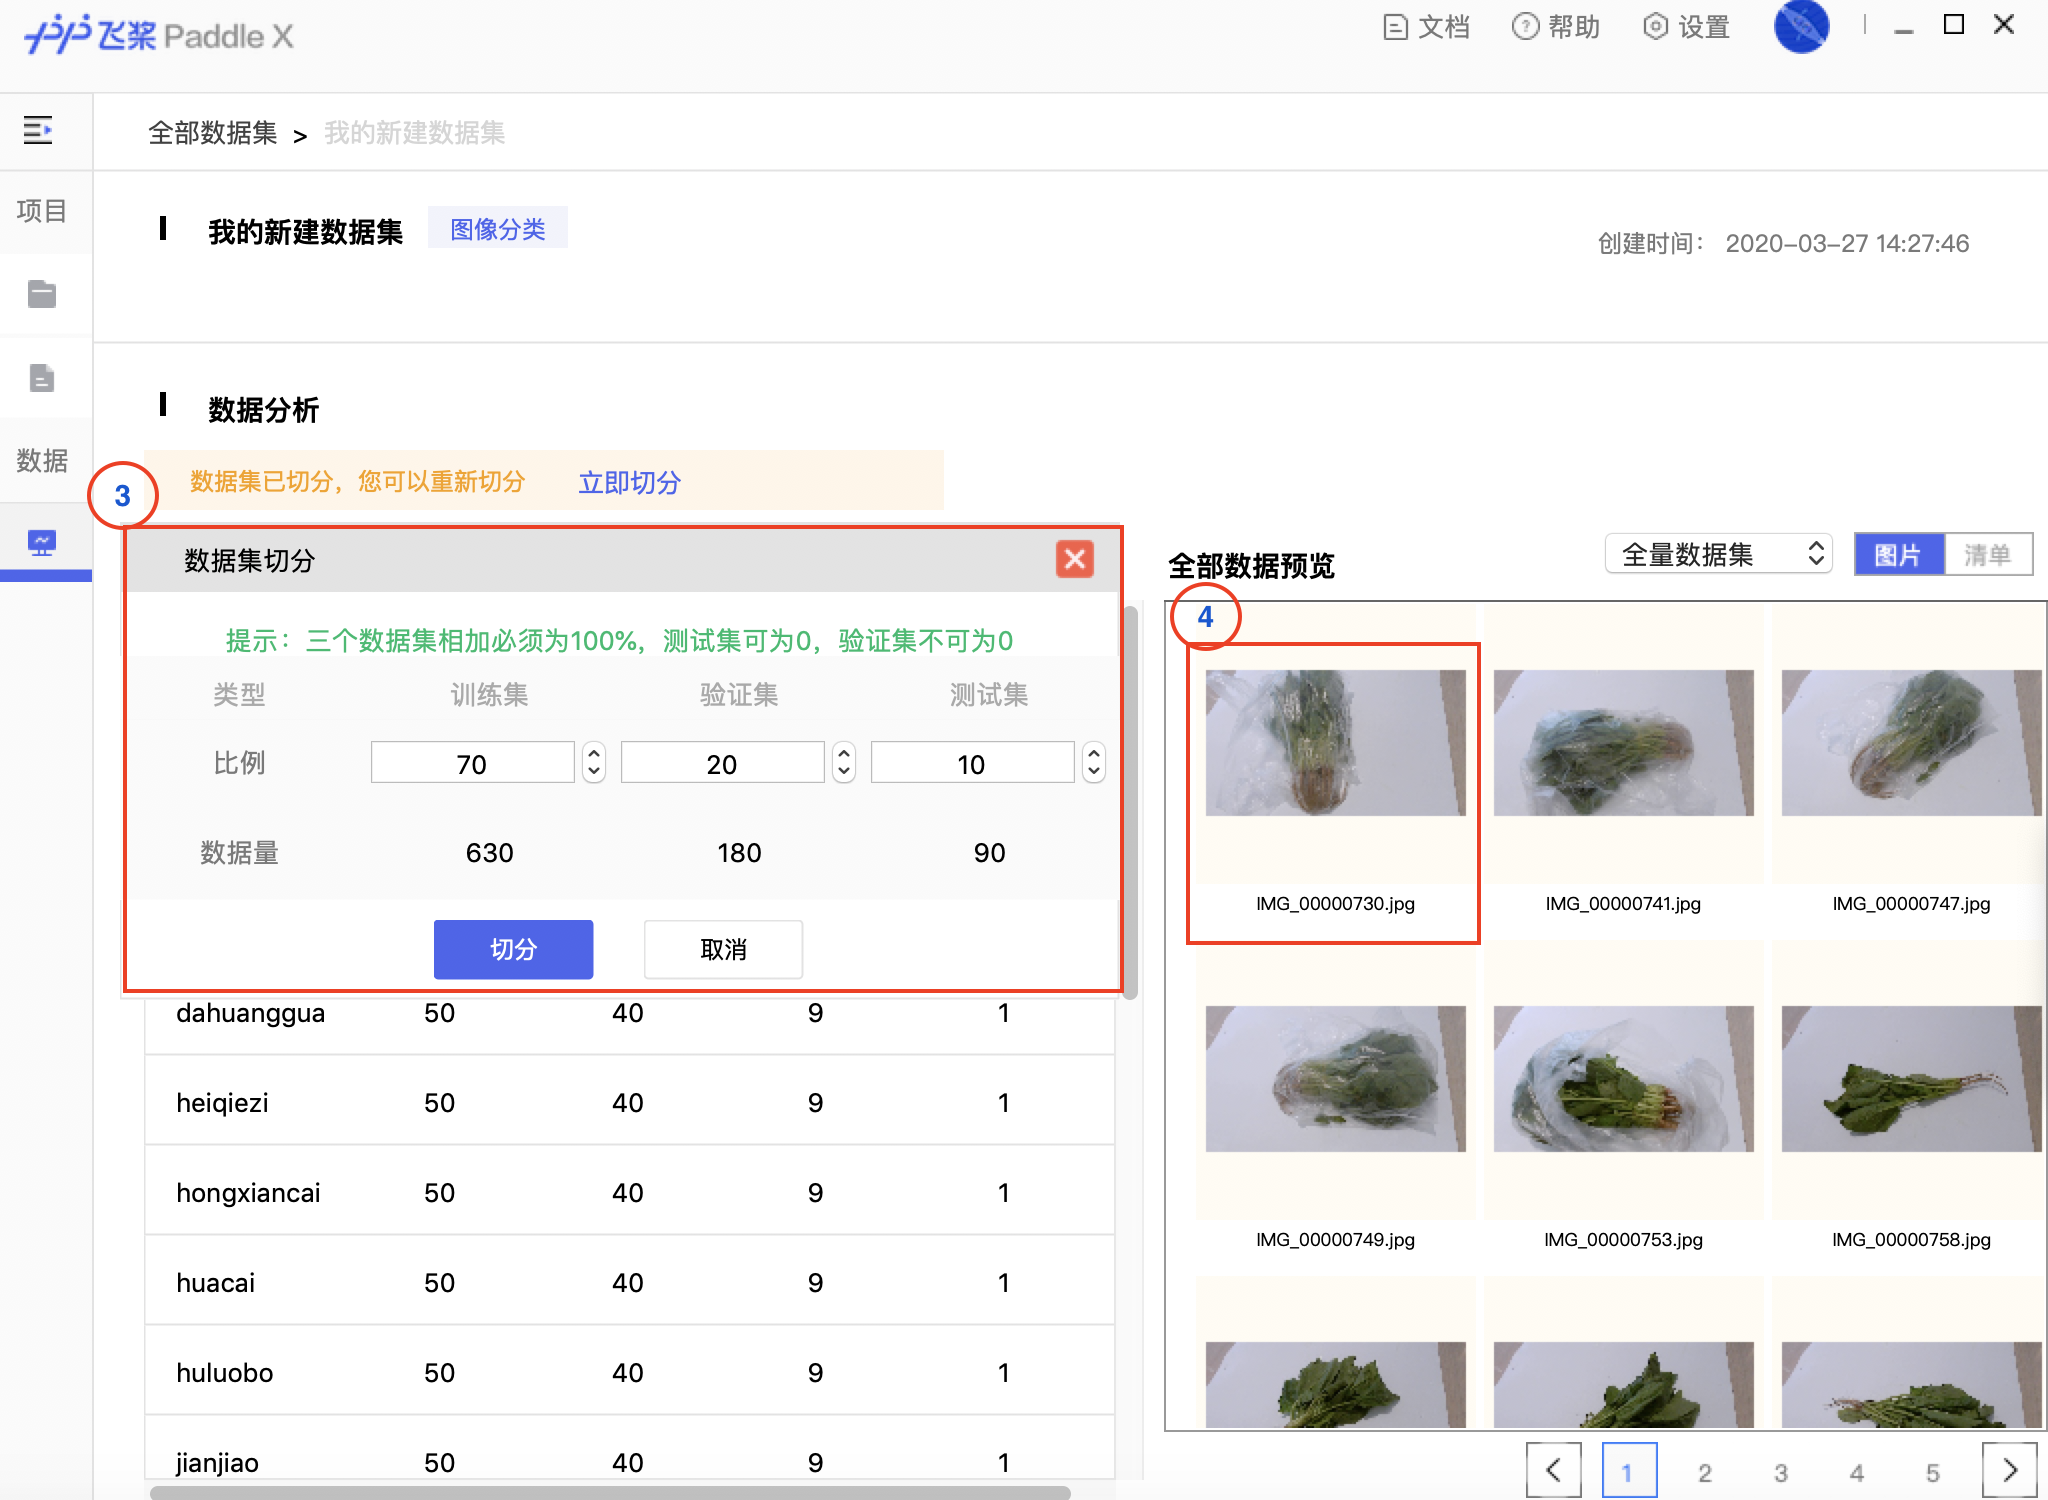 飞桨 Paddle X
文档 帮助 设置
全部数据集 > 我的新建数据集
项目
我的新建数据集 图像分类
创建时间： 2020-03-27 14:27:46
数据分析
数据
数据集已切分，您可以重新切分 立即切分
3
数据集切分
提示：三个数据集相加必须为100%，测试集可为0，验证集不可为0
类型 训练集 验证集 测试集
比例 70 20 10
数据量 630 180 90
切分 取消
dahuanggua 50 40 9 1
heiqiezi 50 40 9 1
hongxiancai 50 40 9 1
huacai 50 40 9 1
huluobo 50 40 9 1
jianjiao 50 40 9 1
全部数据预览 全量数据集 图片 清单
4
IMG_00000730.jpg IMG_00000741.jpg IMG_00000747.jpg
IMG_00000749.jpg IMG_00000753.jpg IMG_00000758.jpg
< 1 2 3 4 5 >